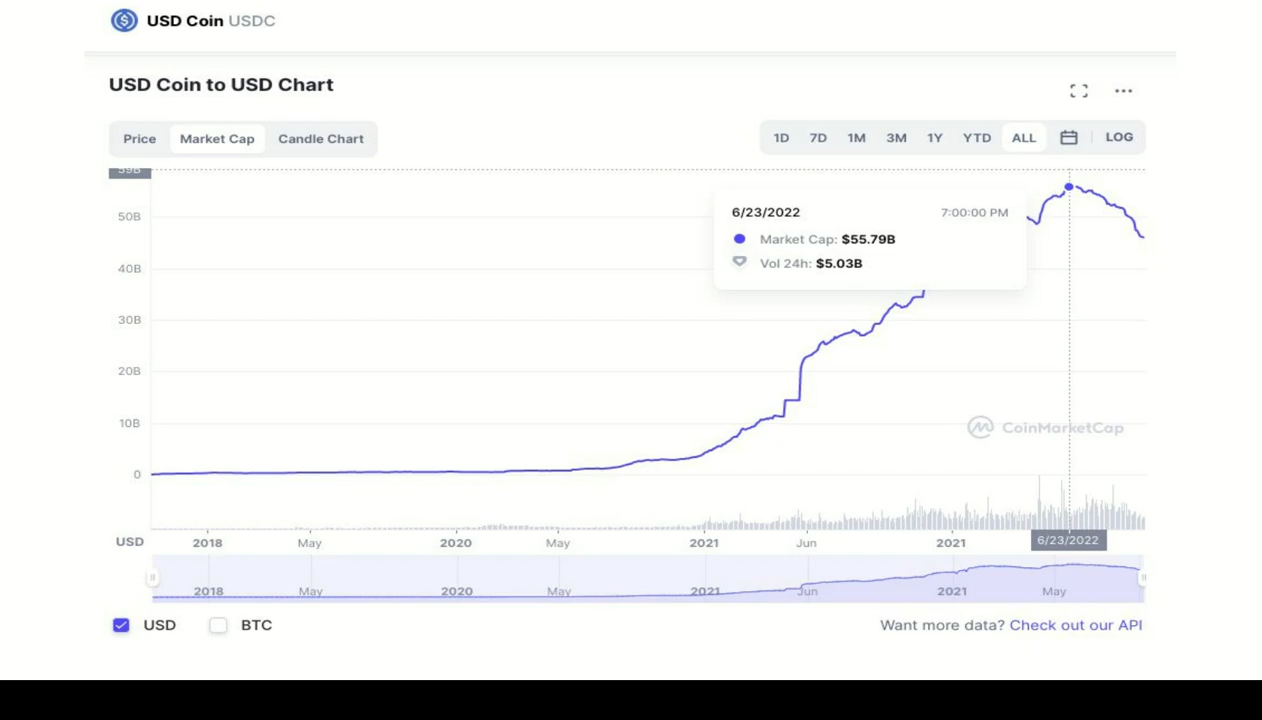 USD Coin USDC
USD Coin to USD Chart
Price Market Cap Candle Chart
1D 7D 1M 3M 1Y YTD ALL LOG
59B
50B
40B
30B
20B
10B
0
6/23/2022 7:00:00 PM
Market Cap: $55.79B
Vol 24h: $5.03B
CoinMarketCap
USD 2018 May 2020 May 2021 Jun 2021 6/23/2022
2018 May 2020 May 2021 Jun 2021 May
USD BTC
Want more data? Check out our API